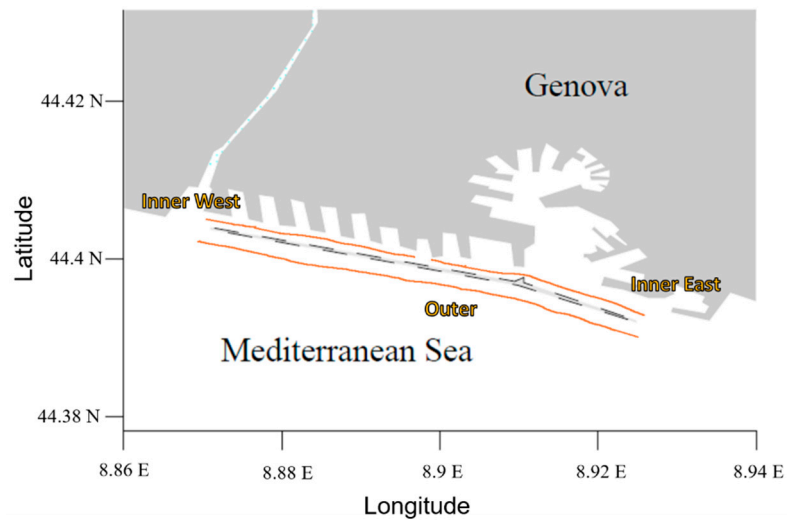 Genova
44.42 N
Inner West
Latitude
44.4 N
Inner East
Outer
Mediterranean Sea
44.38 N
8.86 E
8.88 E
8.9 E
8.92 E
8.94 E
Longitude